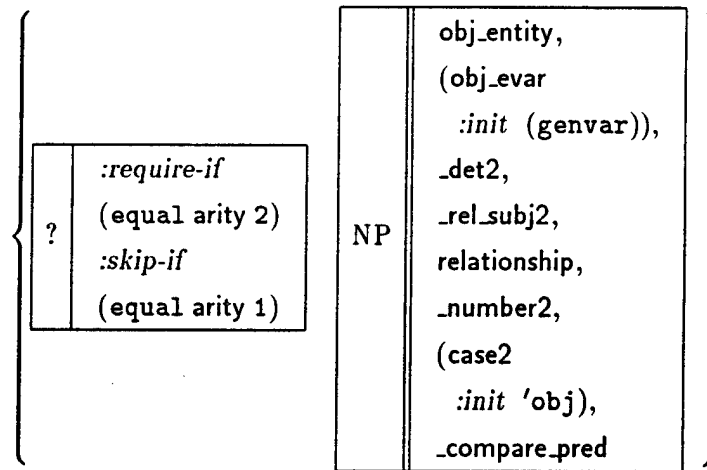 ?
:require-if
(equal arity 2)
:skip-if
(equal arity 1)
NP
obj_entity,
(obj_evar
:init (genvar)),
_det2,
_rel_subj2,
relationship,
_number2,
(case2
:init 'obj),
_compare_pred